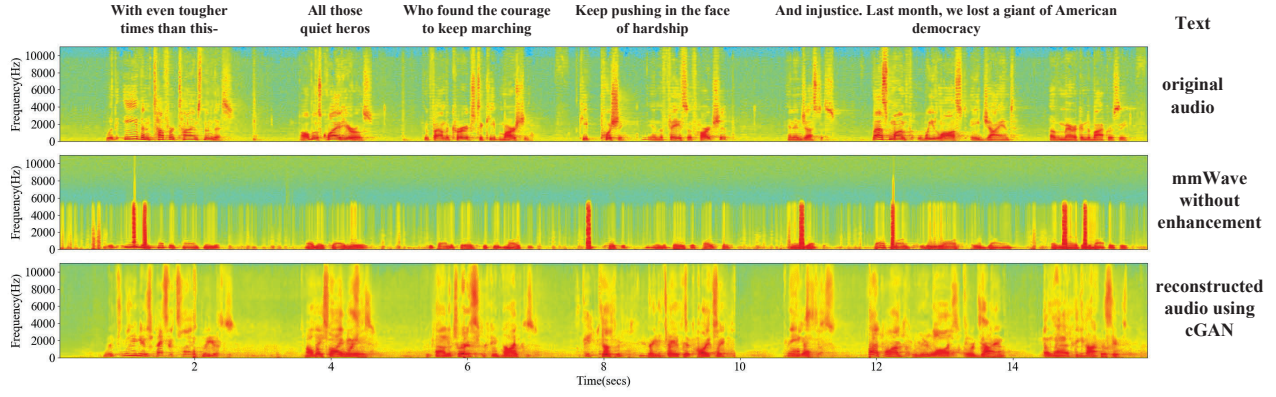 With even tougher
times than this-
All those
quiet heros
Who found the courage
to keep marching
Keep pushing in the face
of hardship
And injustice. Last month, we lost a giant of American
democracy
Text
Frequency(Hz)
10000
8000
6000
4000
2000
0
original
audio
Frequency(Hz)
10000
8000
6000
4000
2000
0
mmWave
without
enhancement
Frequency(Hz)
10000
8000
6000
4000
2000
0
reconstructed
audio using
cGAN
2
4
6
8
10
12
14
Time(secs)